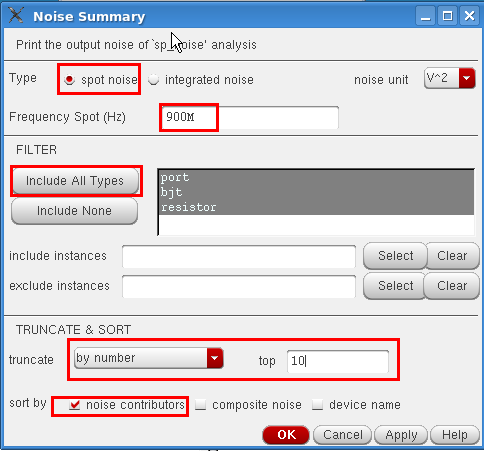 Noise Summary
Print the output noise of `sp_noise' analysis
Type spot noise integrated noise noise unit V^2
Frequency Spot (Hz) 900M
FILTER
Include All Types
Include None
port
bjt
resistor
include instances Select Clear
exclude instances Select Clear
TRUNCATE & SORT
truncate by number top 10
sort by noise contributors composite noise device name
OK Cancel Apply Help